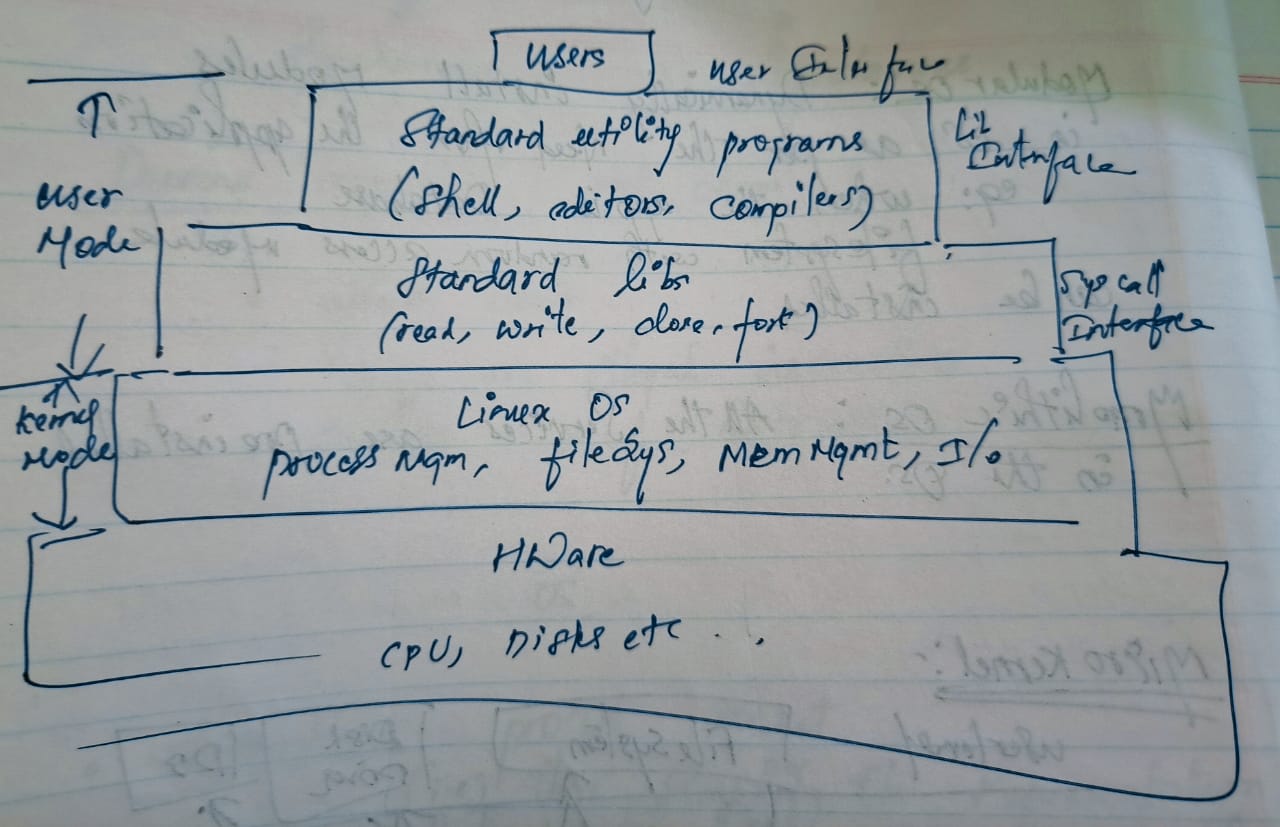 Users
user Interface
Standard utility programs
(shell, editors, compilers)
Lib
Interface
user
Mode
Standard libs
(read, write, close, fork)
Sys call
Interface
Kernel
Mode
Linux OS
process Mgm, fileSys, Mem Mgmt, I/o
HWare
CPU, Disks etc . . .